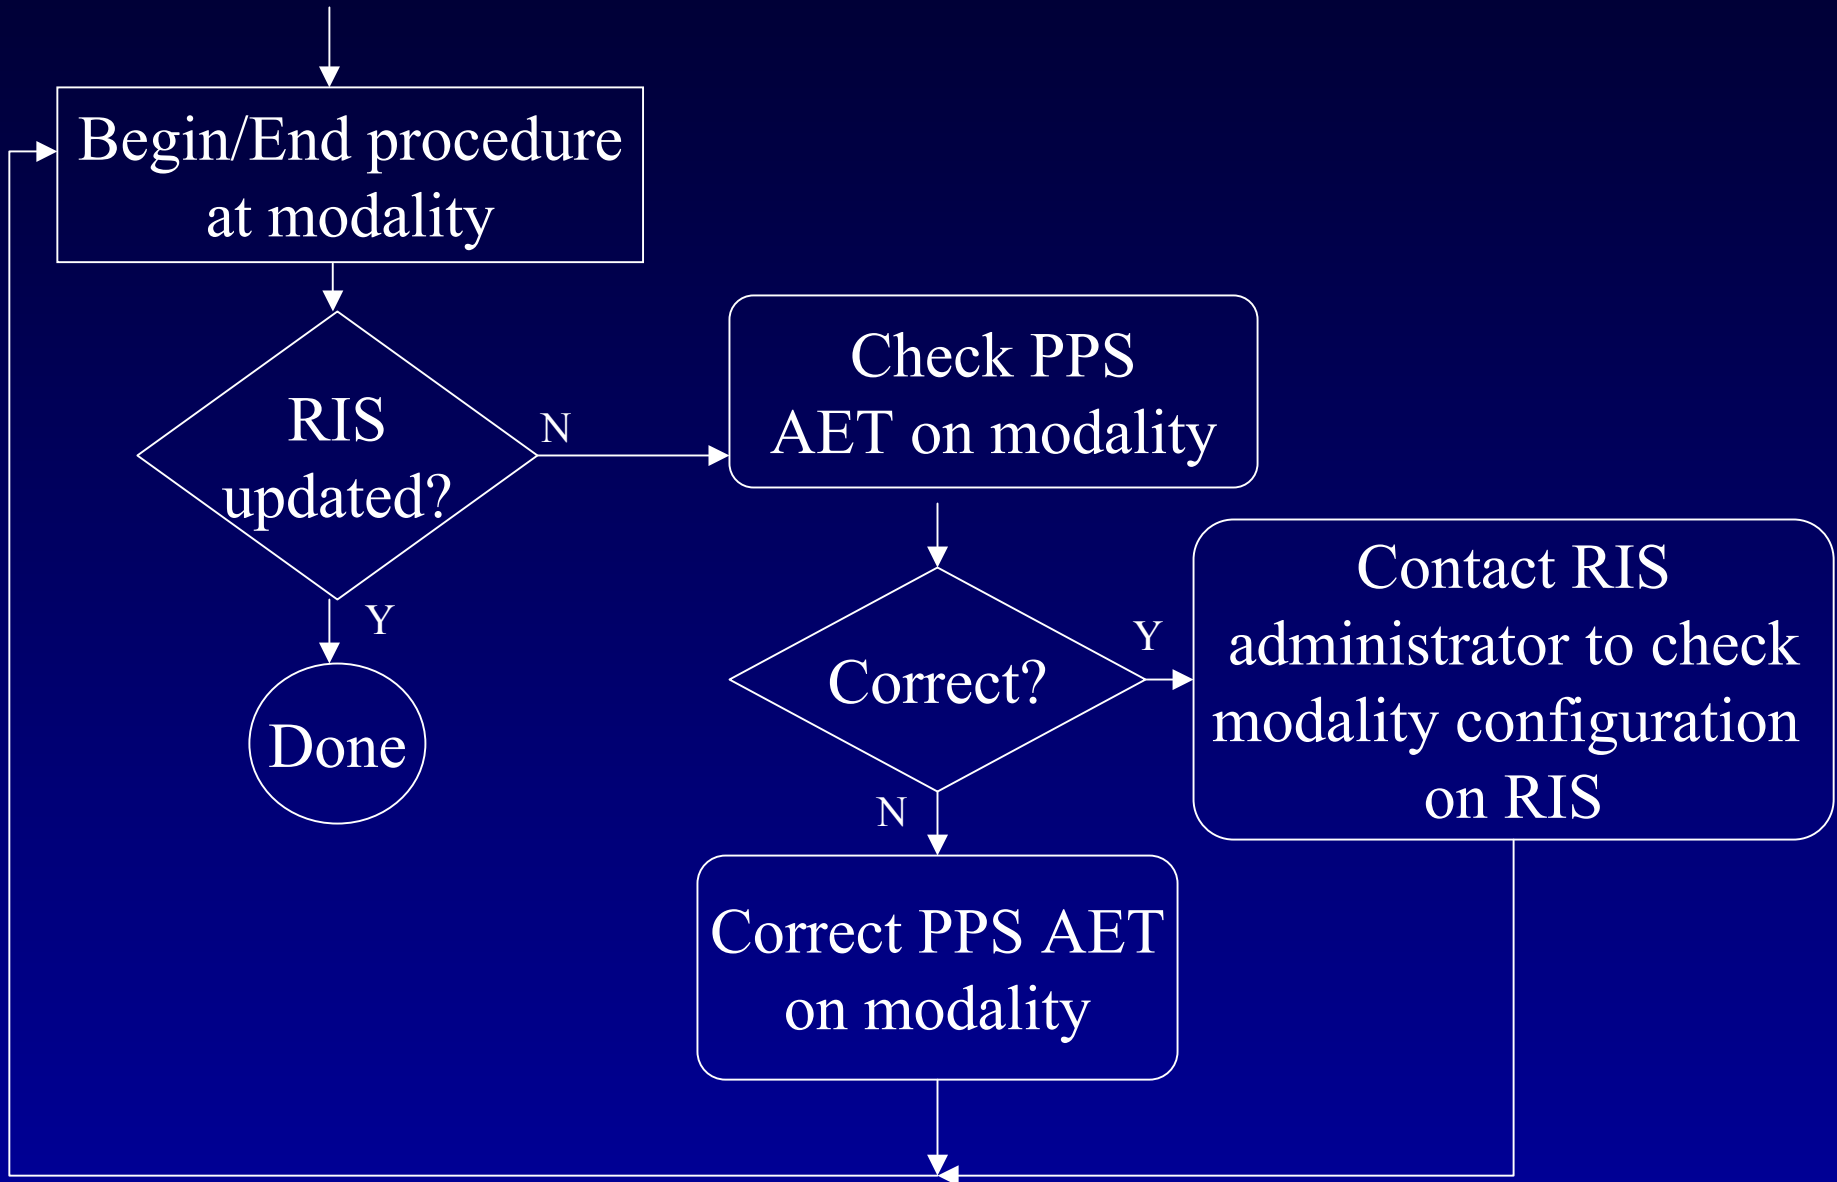 Begin/End procedure
at modality
RIS
updated?
N
Y
Done
Check PPS
AET on modality
Correct?
Y
N
Contact RIS
administrator to check
modality configuration
on RIS
Correct PPS AET
on modality